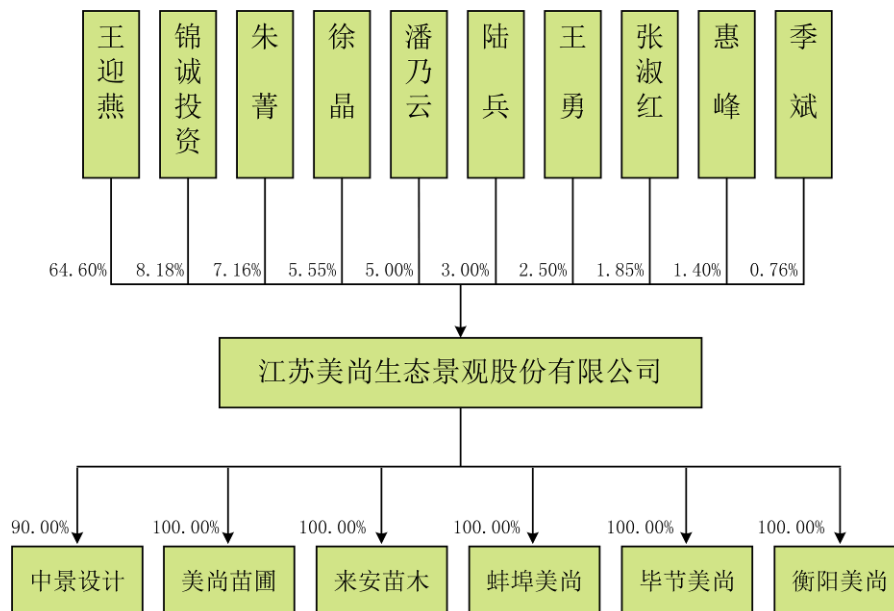 王迎燕
锦诚投资
朱菁
徐晶
潘乃云
陆兵
王勇
张淑红
惠峰
季斌
64.60%
8.18%
7.16%
5.55%
5.00%
3.00%
2.50%
1.85%
1.40%
0.76%
江苏美尚生态景观股份有限公司
90.00%
100.00%
100.00%
100.00%
100.00%
100.00%
中景设计
美尚苗圃
来安苗木
蚌埠美尚
毕节美尚
衡阳美尚